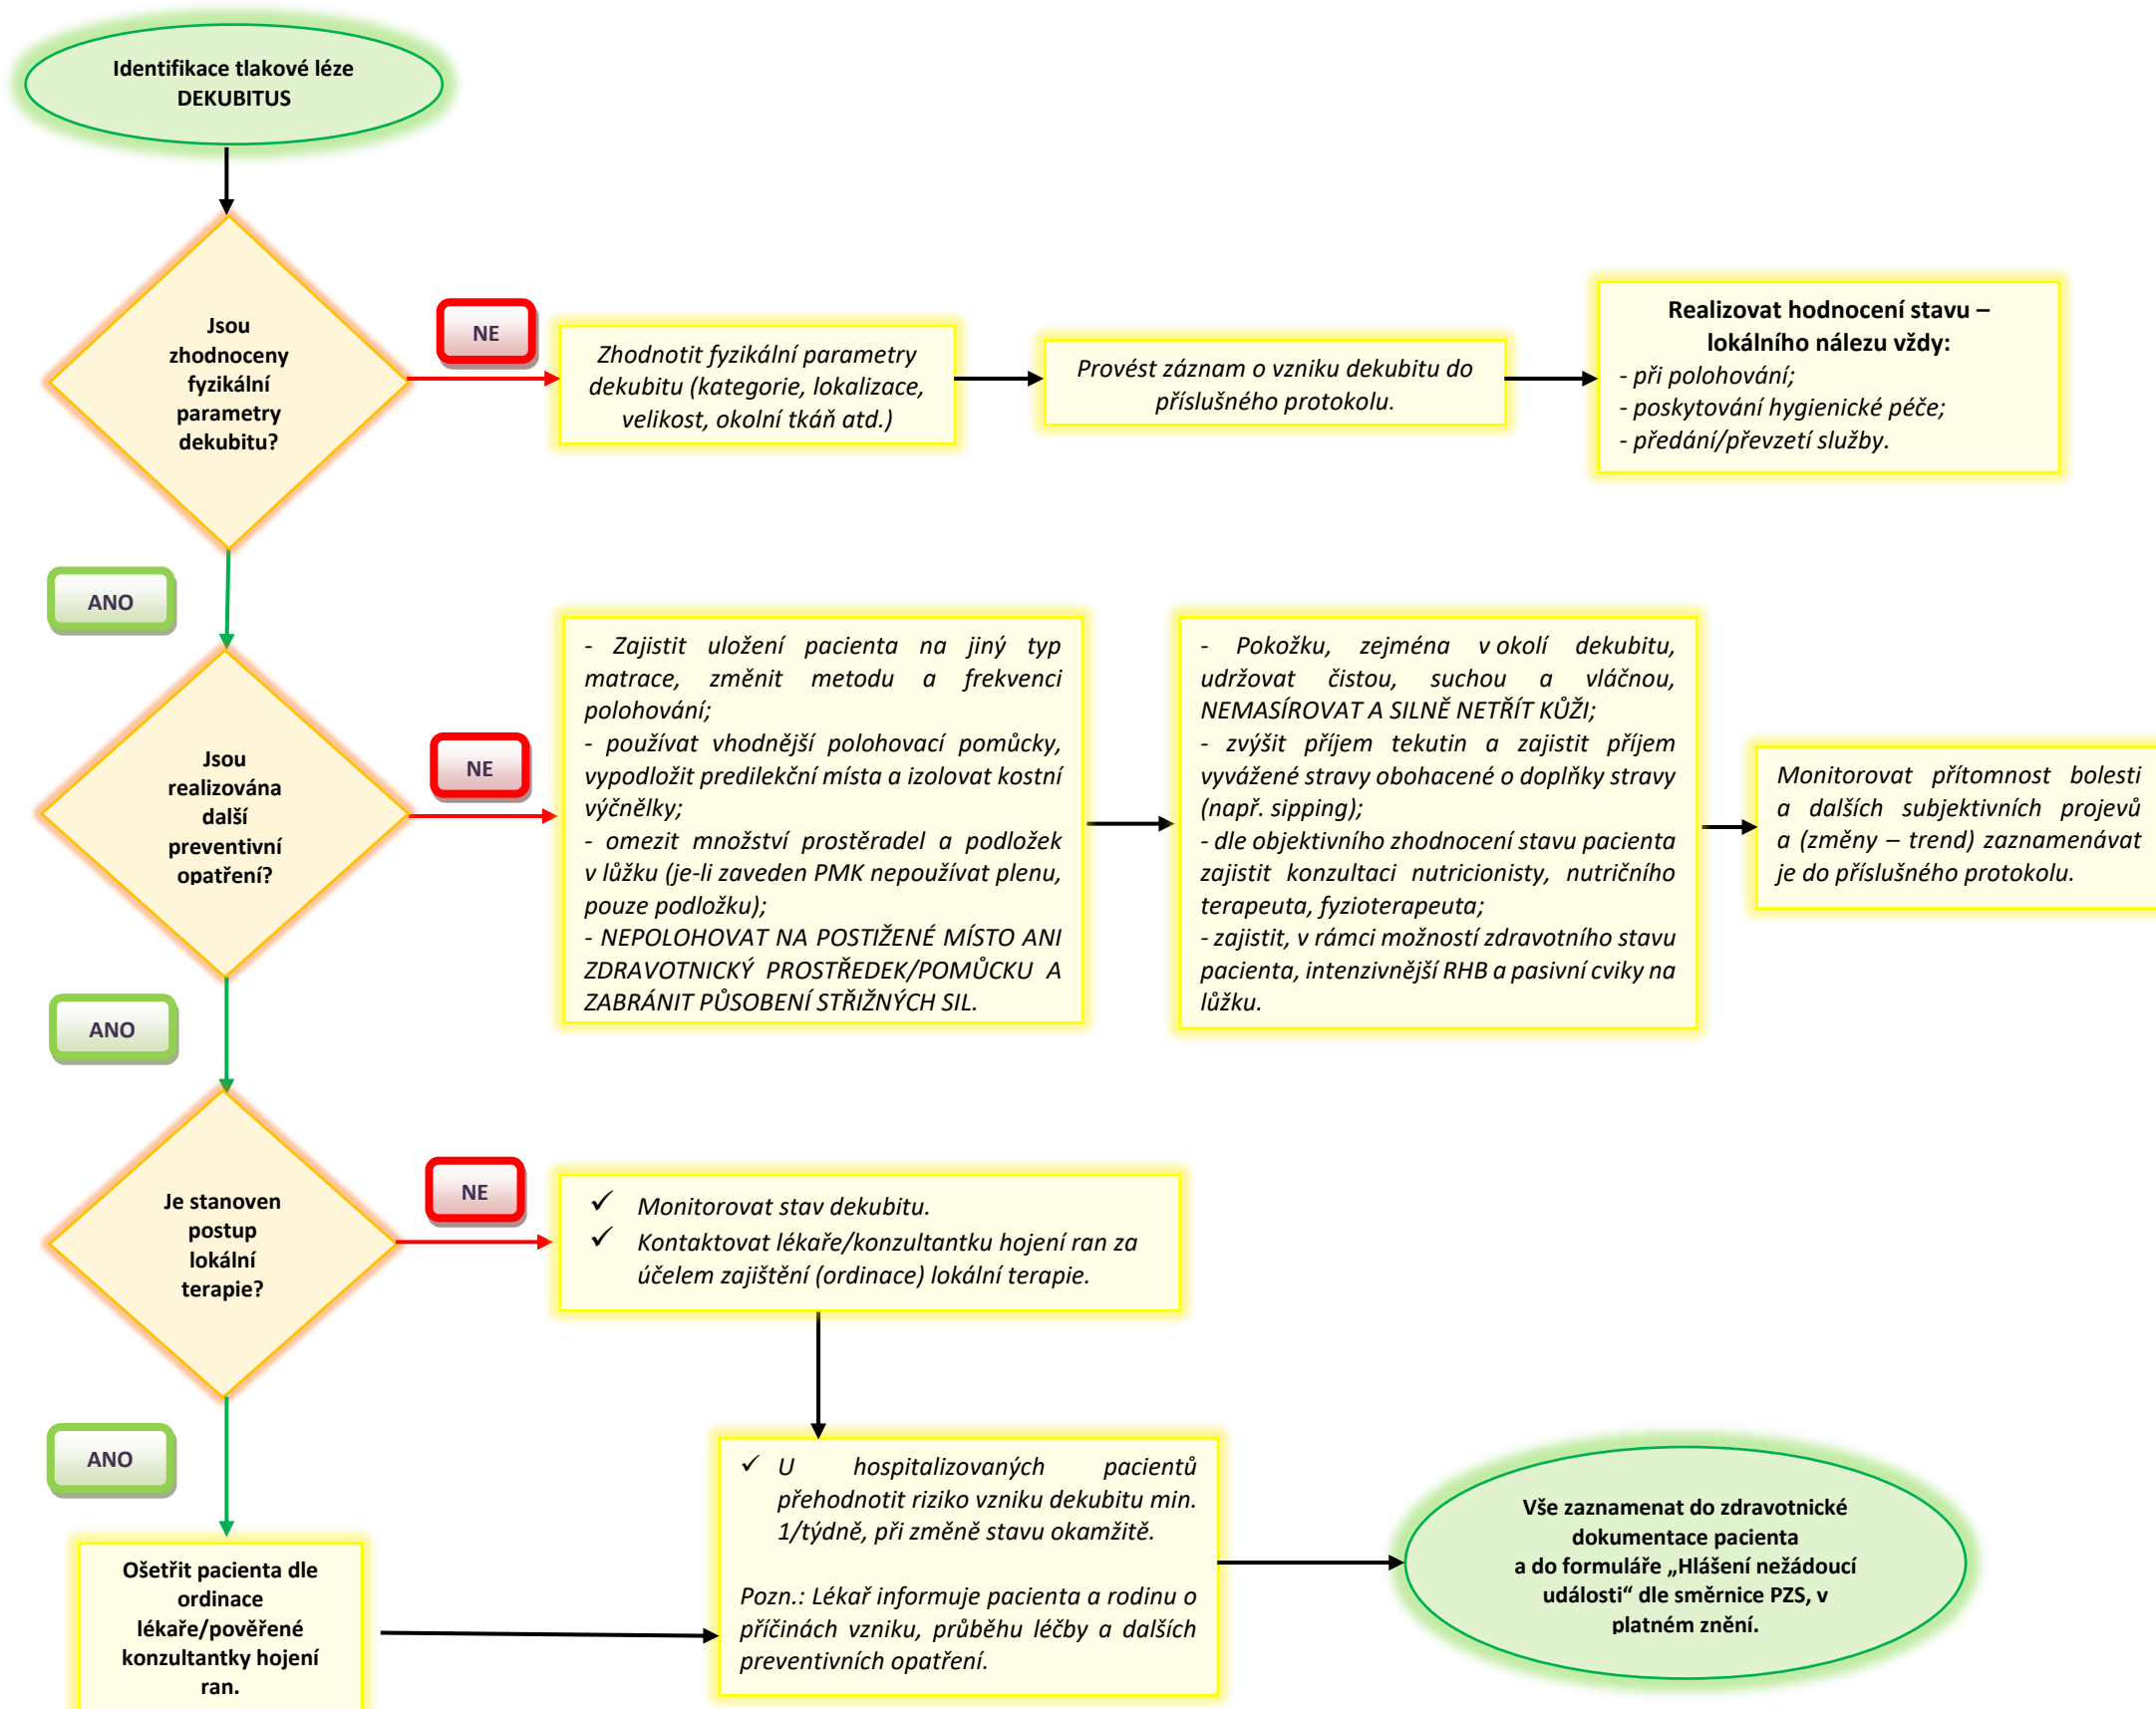 Identifikace tlakové léze
DEKUBITUS
Jsou
zhodnoceny
fyzikální
parametry
dekubitu?
NE
Zhodnotit fyzikální parametry
dekubitu (kategorie, lokalizace,
velikost, okolní tkáň atd.)
Provést záznam o vzniku dekubitu do
příslušného protokolu.
Realizovat hodnocení stavu –
lokálního nálezu vždy:
- při polohování;
- poskytování hygienické péče;
- předání/převzetí služby.
ANO
Jsou
realizována
další
preventivní
opatření?
NE
- Zajistit uložení pacienta na jiný typ
matrace, změnit metodu a frekvenci
polohování;
- používat vhodnější polohovací pomůcky,
vypodložit predilekční místa a izolovat kostní
výčnělky;
- omezit množství prostěradel a podložek
v lůžku (je-li zaveden PMK nepoužívat plenu,
pouze podložku);
- NEPOLOHOVAT NA POSTIŽENÉ MÍSTO ANI
ZDRAVOTNICKÝ PROSTŘEDEK/POMŮCKU A
ZABRÁNIT PŮSOBENÍ STŘIŽNÝCH SIL.
- Pokožku, zejména v okolí dekubitu,
udržovat čistou, suchou a vláčnou,
NEMASÍROVAT A SILNĚ NETŘÍT KŮŽI;
- zvýšit příjem tekutin a zajistit příjem
vyvážené stravy obohacené o doplňky stravy
(např. sipping);
- dle objektivního zhodnocení stavu pacienta
zajistit konzultaci nutricionisty, nutričního
terapeuta, fyzioterapeuta;
- zajistit, v rámci možností zdravotního stavu
pacienta, intenzivnější RHB a pasivní cviky na
lůžku.
Monitorovat přítomnost bolesti
a dalších subjektivních projevů
a (změny – trend) zaznamenávat
je do příslušného protokolu.
ANO
Je stanoven
postup
lokální
terapie?
NE
✓ Monitorovat stav dekubitu.
✓ Kontaktovat lékaře/konzultantku hojení ran za
účelem zajištění (ordinace) lokální terapie.
ANO
Ošetřit pacienta dle
ordinace
lékaře/pověřené
konzultantky hojení
ran.
✓ U hospitalizovaných pacientů
přehodnotit riziko vzniku dekubitu min.
1/týdně, při změně stavu okamžitě.
Pozn.: Lékař informuje pacienta a rodinu o
příčinách vzniku, průběhu léčby a dalších
preventivních opatření.
Vše zaznamenat do zdravotnické
dokumentace pacienta
a do formuláře „Hlášení nežádoucí
události“ dle směrnice PZS, v
platném znění.